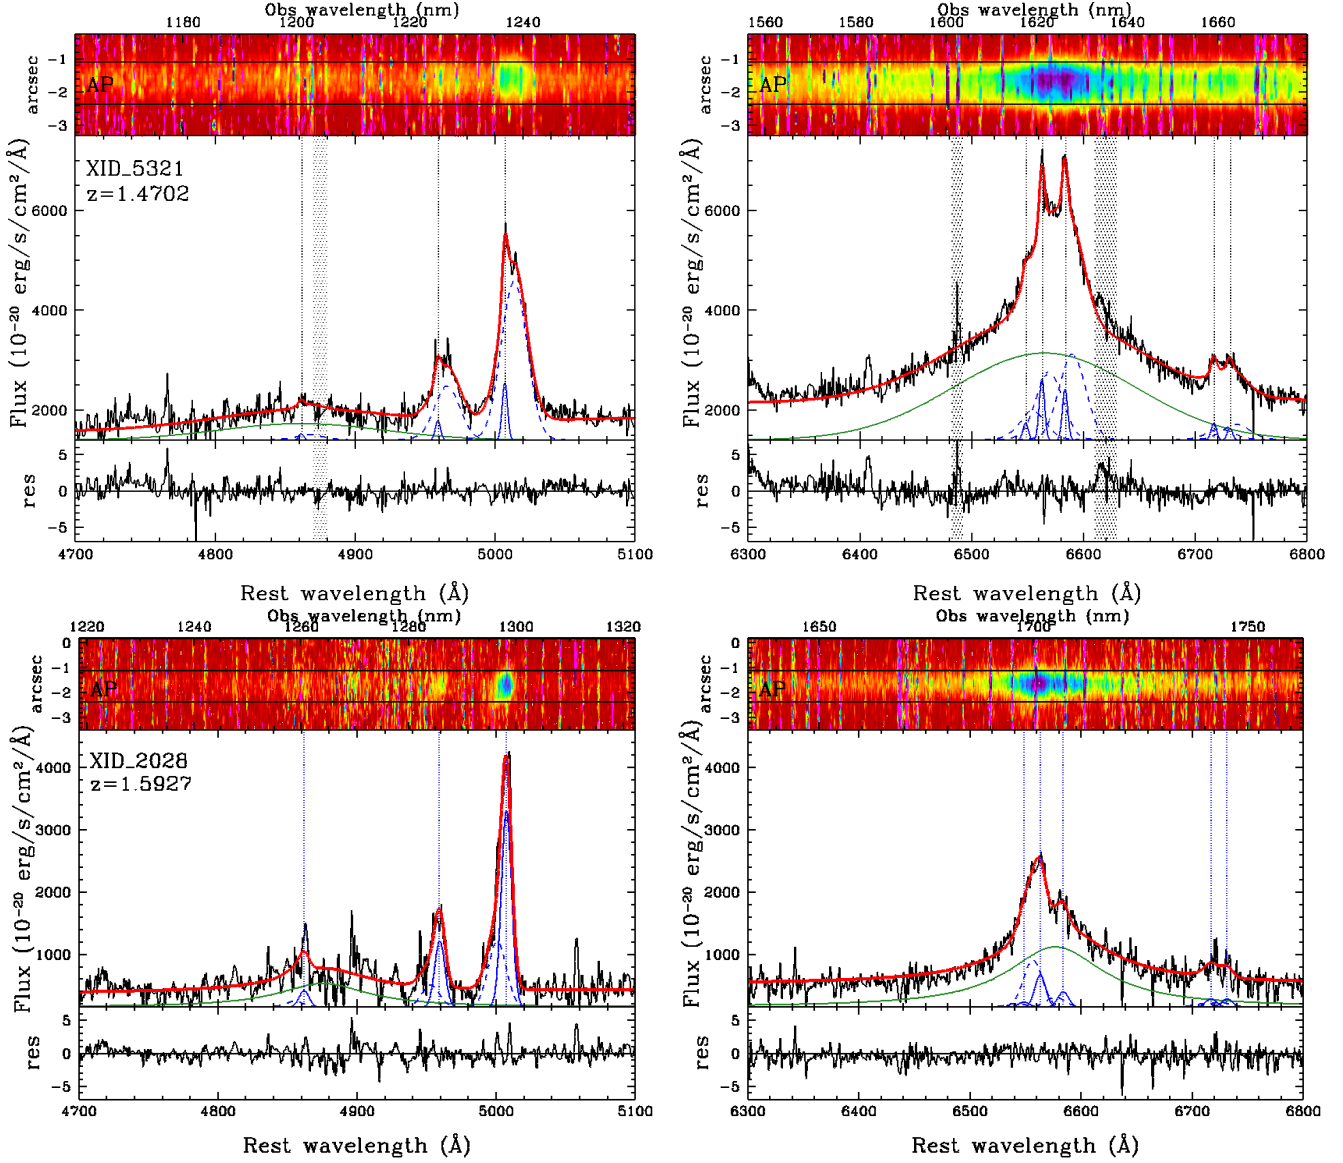 Obs wavelength (nm)
1180 1200 1220 1240
arcsec
-1
-2
-3
AP
XID_5321
z=1.4702
Flux (10⁻²⁰ erg/s/cm²/Å)
6000
4000
2000
res
5
0
-5
4700 4800 4900 5000 5100
Rest wavelength (Å)
Obs wavelength (nm)
1560 1580 1600 1620 1640 1660
arcsec
-1
-2
-3
AP
Flux (10⁻²⁰ erg/s/cm²/Å)
6000
4000
2000
res
5
0
-5
6300 6400 6500 6600 6700 6800
Rest wavelength (Å)
Obs wavelength (nm)
1220 1240 1260 1280 1300 1320
arcsec
0
-1
-2
-3
AP
XID_2028
z=1.5927
Flux (10⁻²⁰ erg/s/cm²/Å)
4000
3000
2000
1000
res
5
0
-5
4700 4800 4900 5000 5100
Rest wavelength (Å)
Obs wavelength (nm)
1650 1700 1750
arcsec
0
-1
-2
-3
AP
Flux (10⁻²⁰ erg/s/cm²/Å)
4000
3000
2000
1000
res
5
0
-5
6300 6400 6500 6600 6700 6800
Rest wavelength (Å)